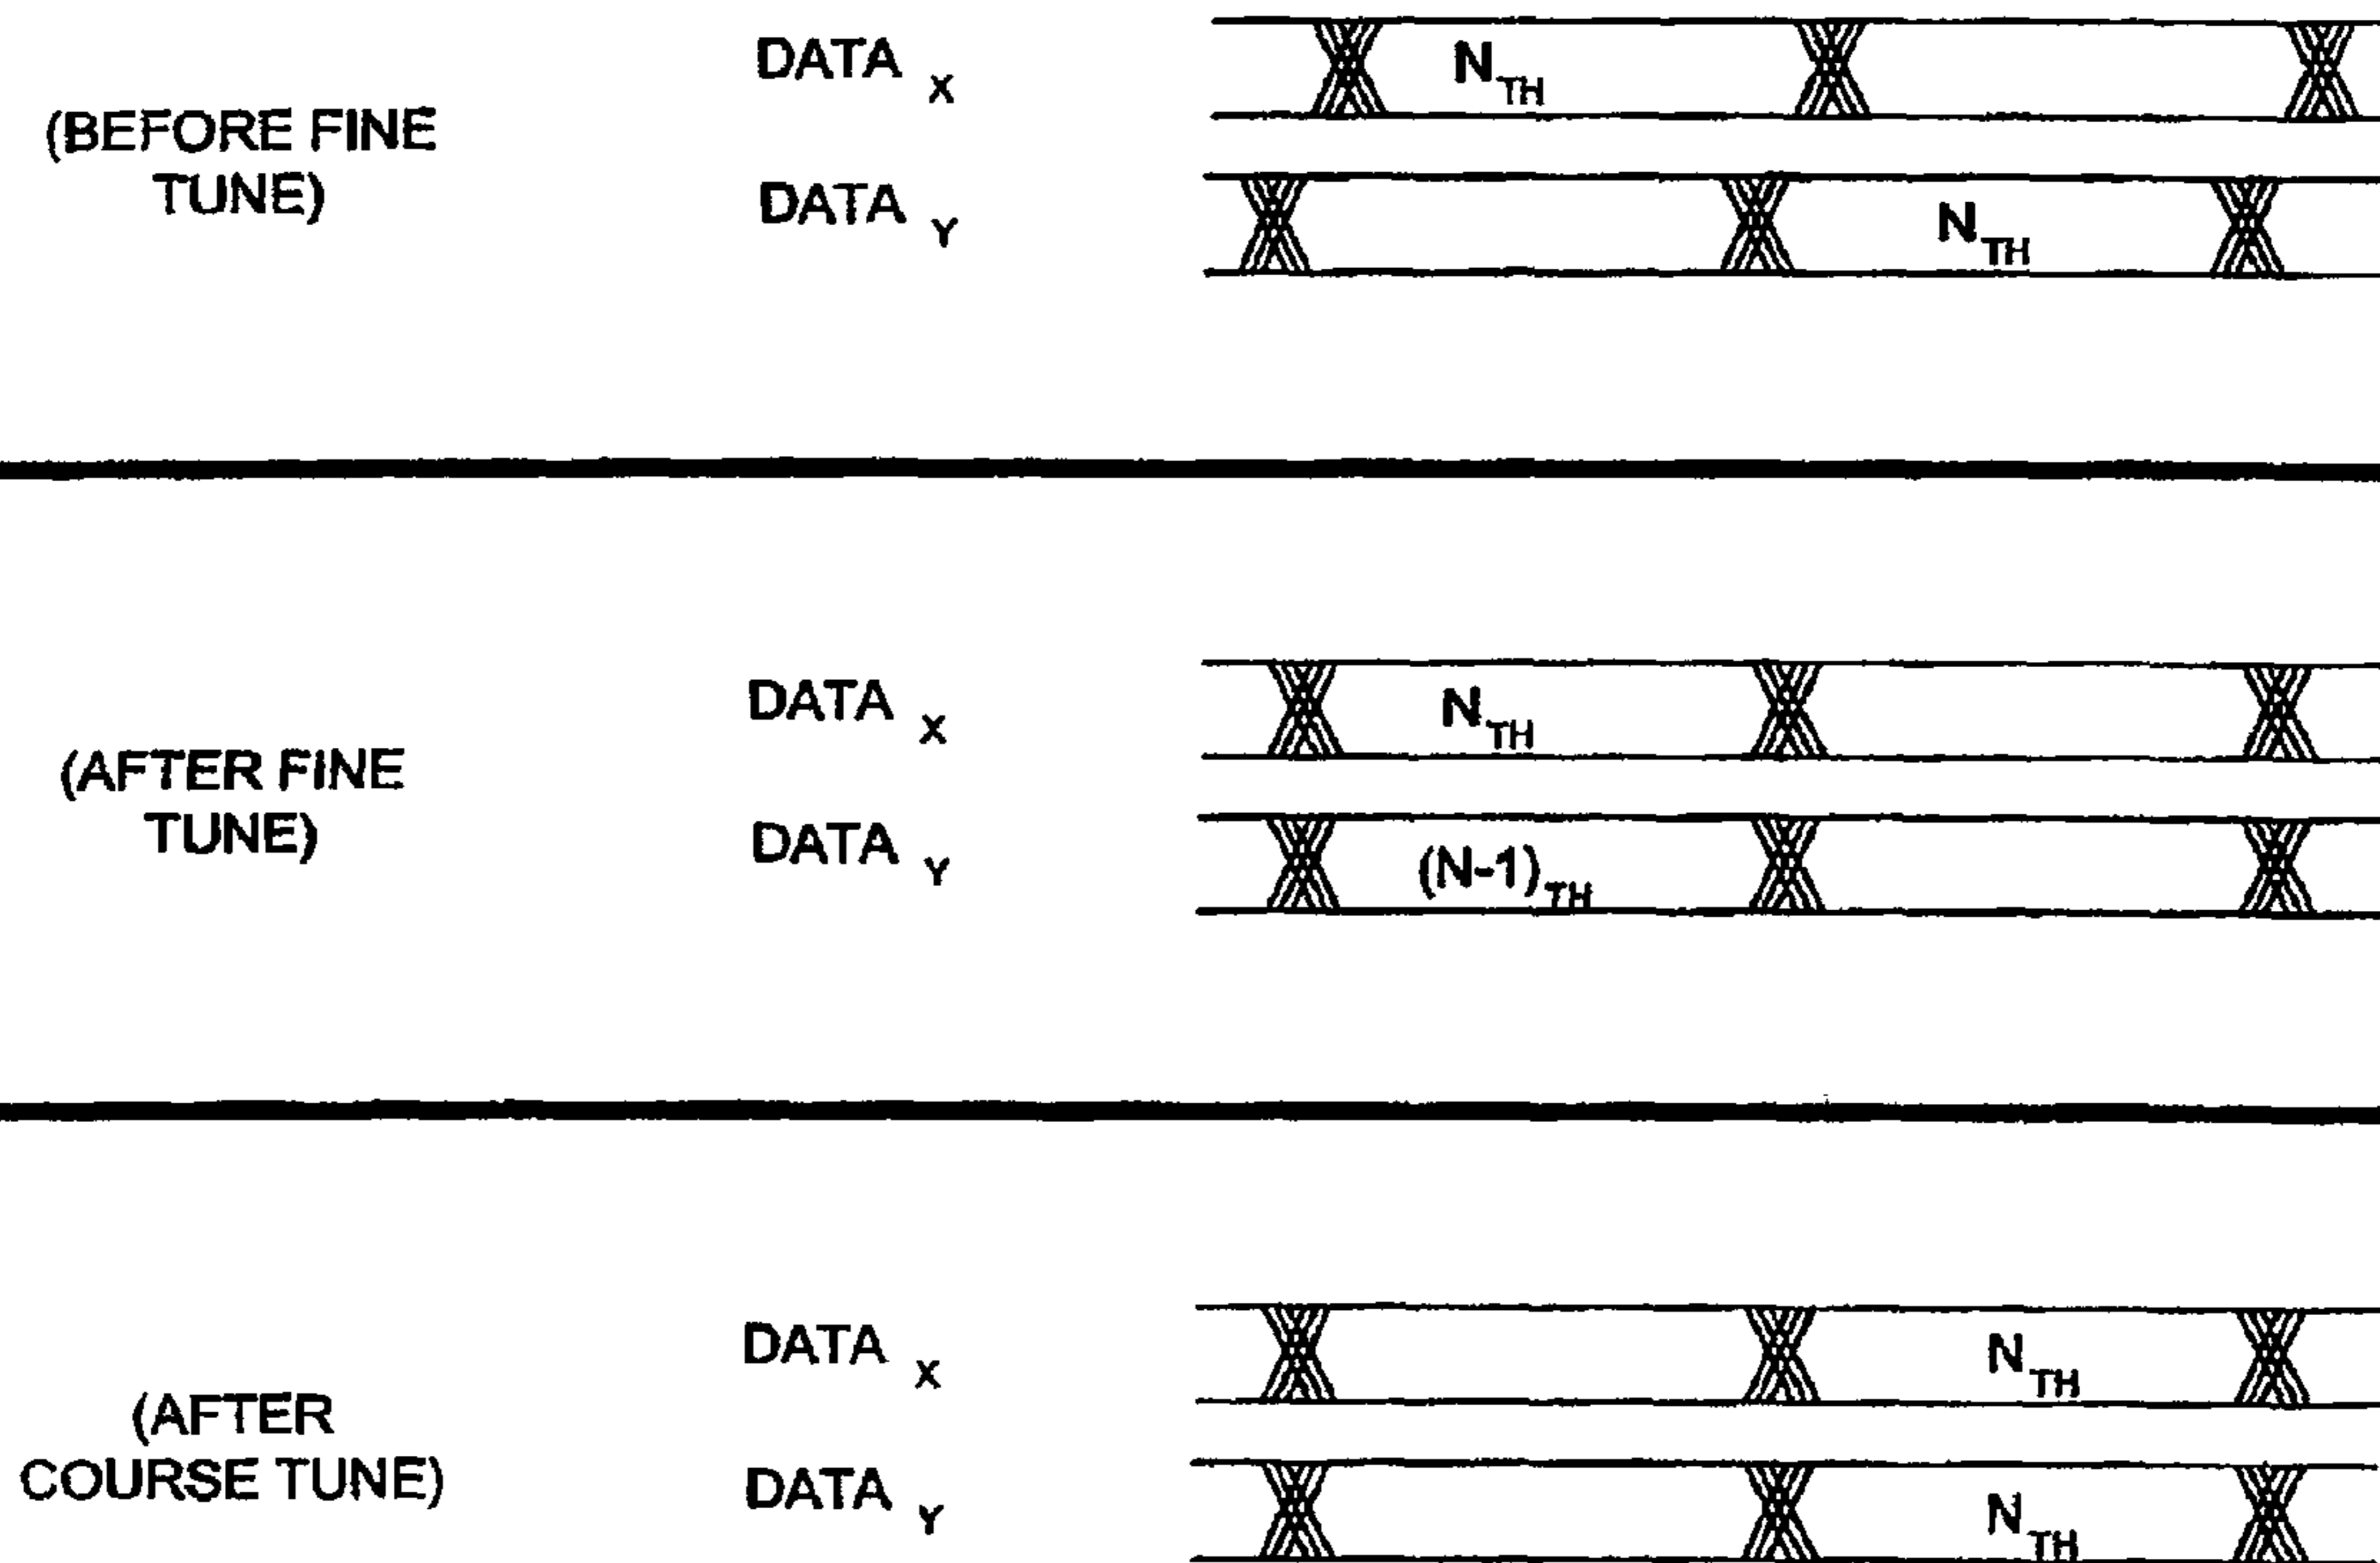 (BEFORE FINE
TUNE)
DATA X
N TH
DATA Y
N TH
(AFTER FINE
TUNE)
DATA X
N TH
DATA Y
(N-1) TH
(AFTER
COURSE TUNE)
DATA X
N TH
DATA Y
N TH